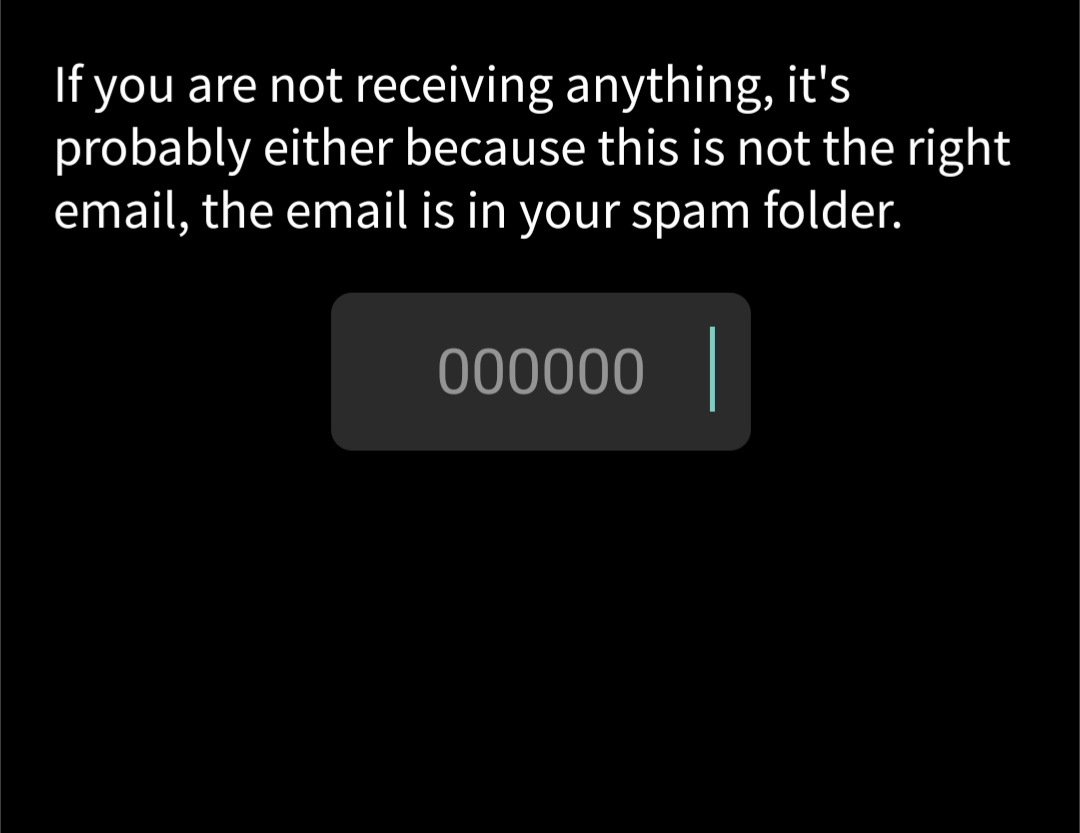 If you are not receiving anything, it's
probably either because this is not the right
email, the email is in your spam folder.
000000